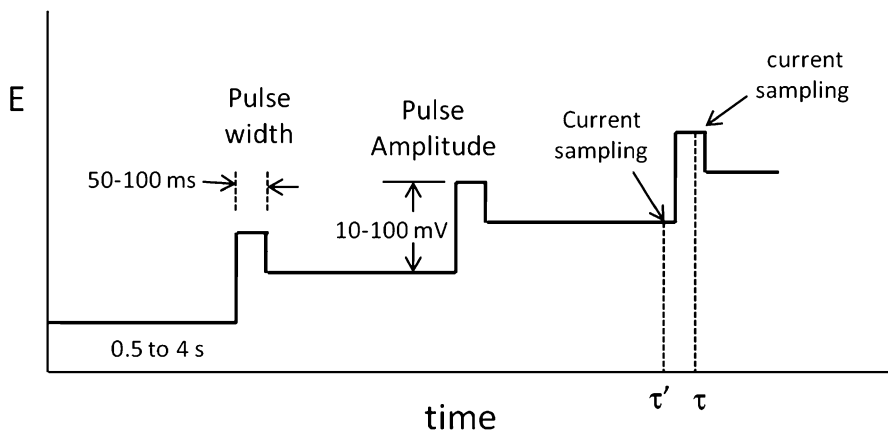 E
Pulse
width
Pulse
Amplitude
Current
sampling
current
sampling
50-100 ms
10-100 mV
0.5 to 4 s
τ’
τ
time